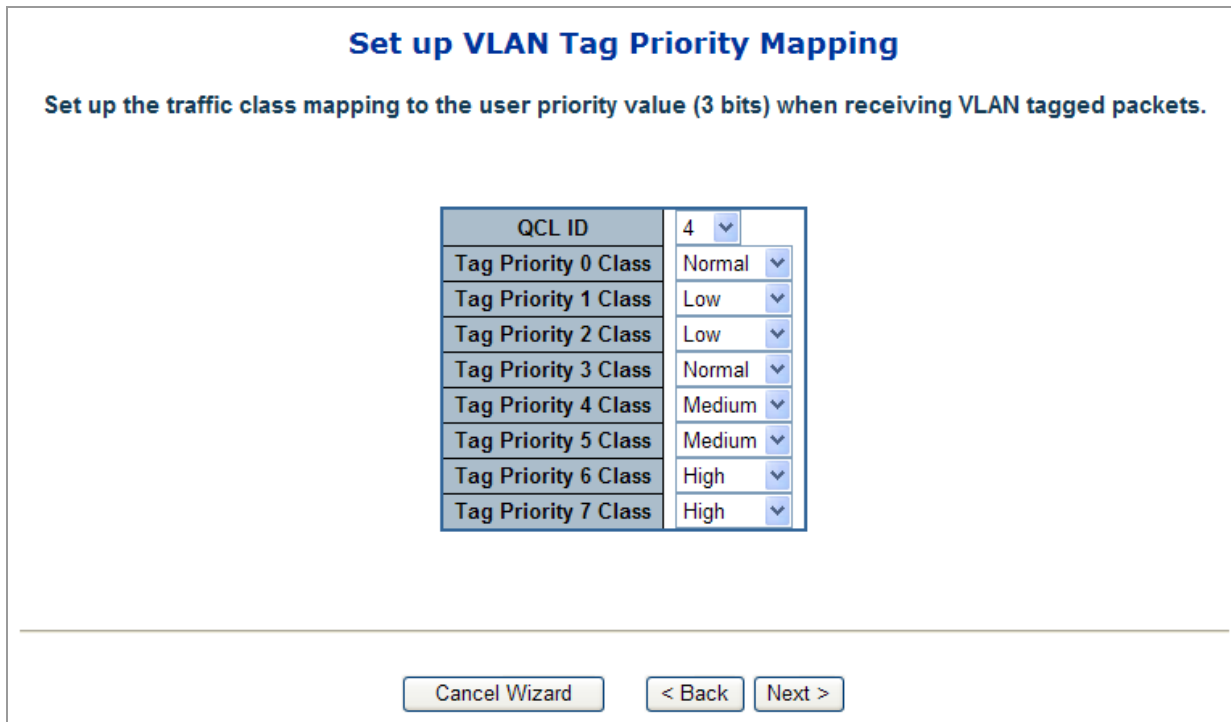 Set up VLAN Tag Priority Mapping
Set up the traffic class mapping to the user priority value (3 bits) when receiving VLAN tagged packets.
QCL ID 4
Tag Priority 0 Class Normal
Tag Priority 1 Class Low
Tag Priority 2 Class Low
Tag Priority 3 Class Normal
Tag Priority 4 Class Medium
Tag Priority 5 Class Medium
Tag Priority 6 Class High
Tag Priority 7 Class High
Cancel Wizard < Back Next >